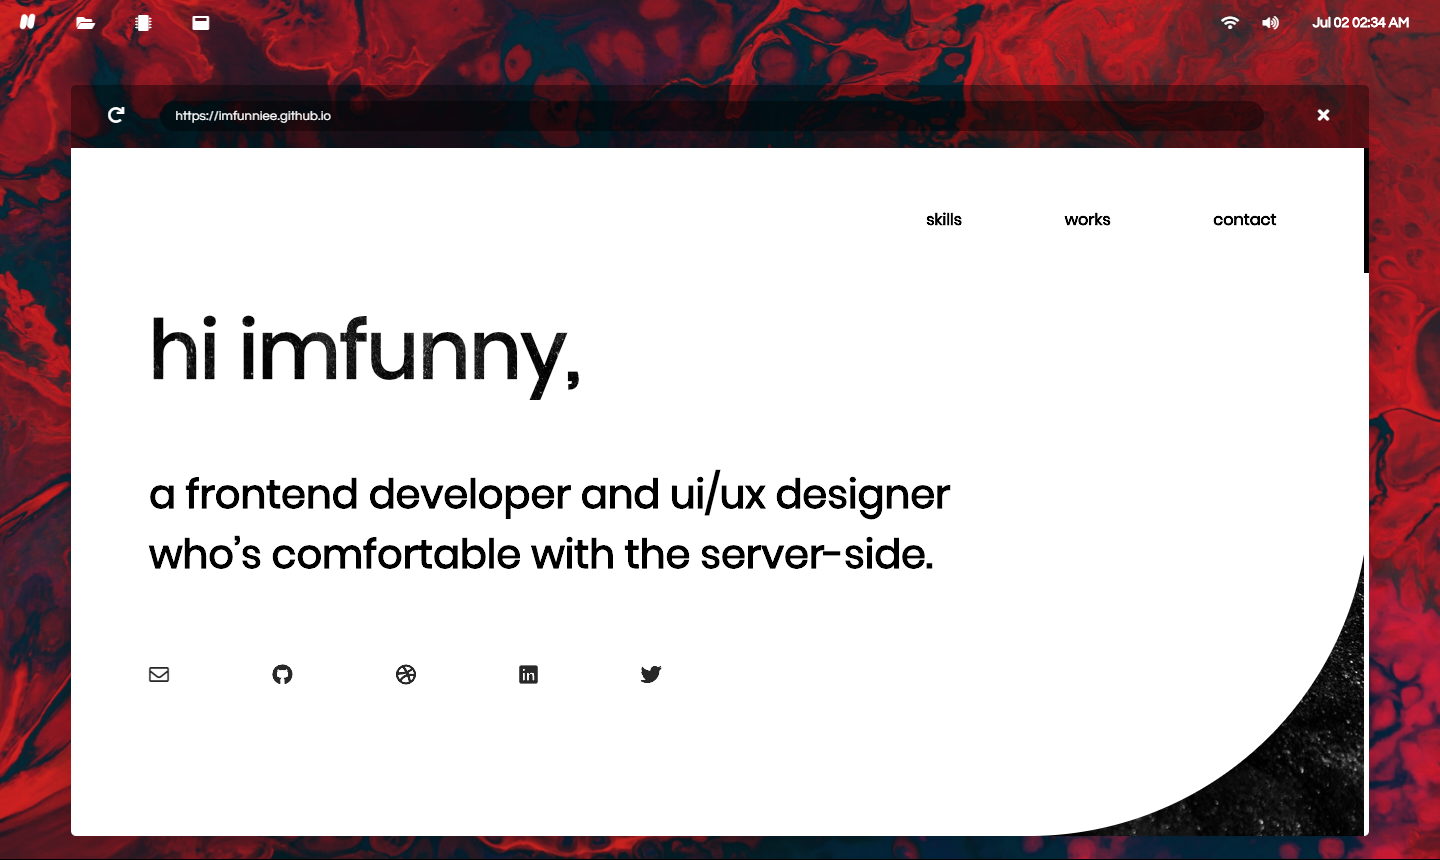 Jul 02 02:34 AM
https://imfunniee.github.io
skills works contact
hi imfunny,
a frontend developer and ui/ux designer
who’s comfortable with the server-side.